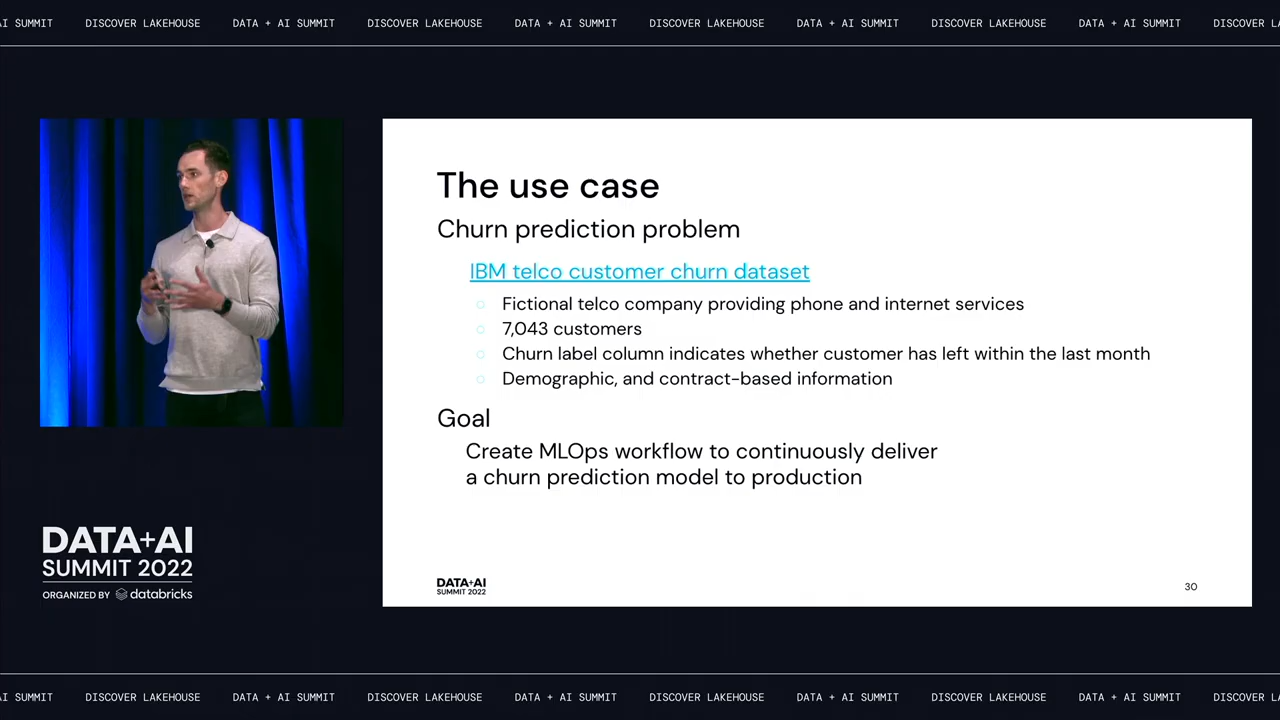 AI SUMMIT DISCOVER LAKEHOUSE DATA + AI SUMMIT DISCOVER LAKEHOUSE DATA + AI SUMMIT DISCOVER LAKEHOUSE DATA + AI SUMMIT DISCOVER LAKEHOUSE DATA + AI SUMMIT DISCOVER L
The use case
Churn prediction problem
IBM telco customer churn dataset
Fictional telco company providing phone and internet services
7,043 customers
Churn label column indicates whether customer has left within the last month
Demographic, and contract-based information
Goal
Create MLOps workflow to continuously deliver
a churn prediction model to production
DATA+AI
SUMMIT 2022
30
DATA+AI
SUMMIT 2022
ORGANIZED BY databricks
AI SUMMIT DISCOVER LAKEHOUSE DATA + AI SUMMIT DISCOVER LAKEHOUSE DATA + AI SUMMIT DISCOVER LAKEHOUSE DATA + AI SUMMIT DISCOVER LAKEHOUSE DATA + AI SUMMIT DISCOVER L